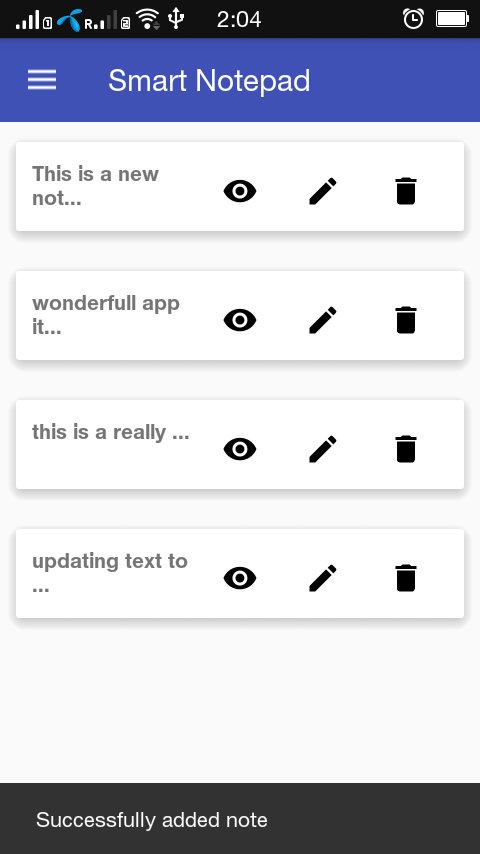 R
2:04
Smart Notepad
This is a new
not...
wonderfull app
it...
this is a really ...
updating text to
...
Successfully added note